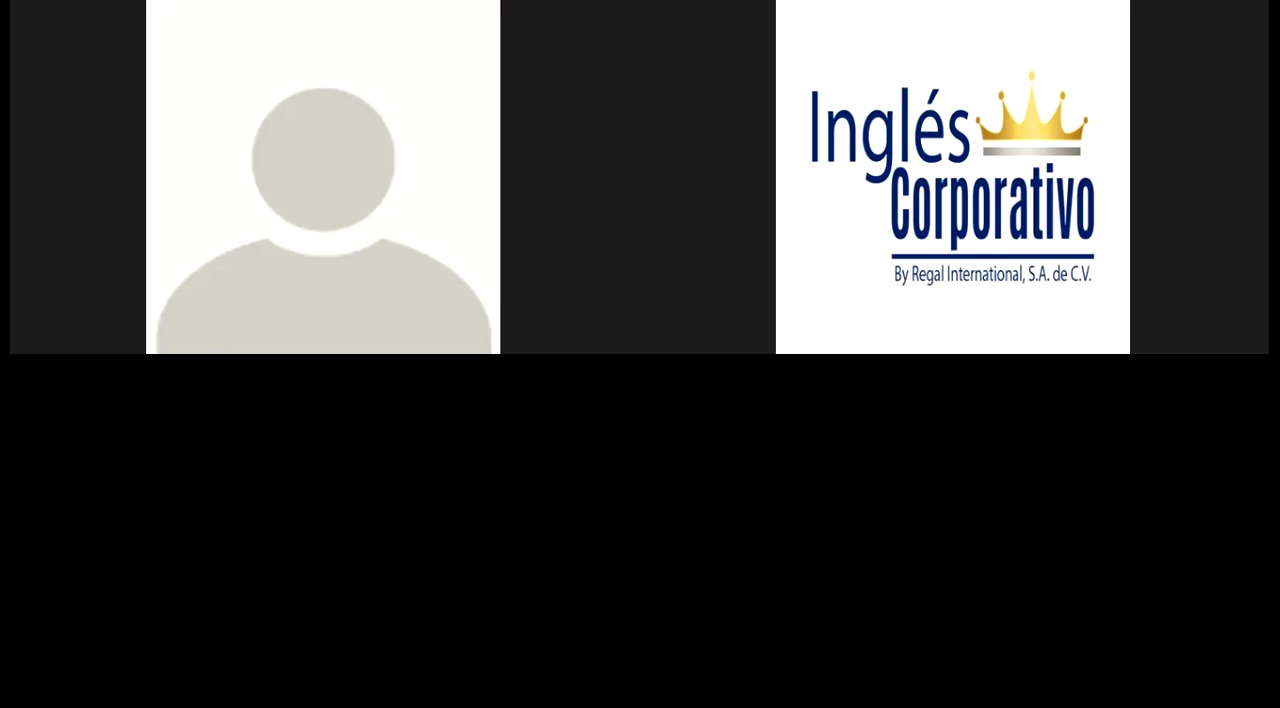 Inglés
Corporativo
By Regal International, S.A. de C.V.